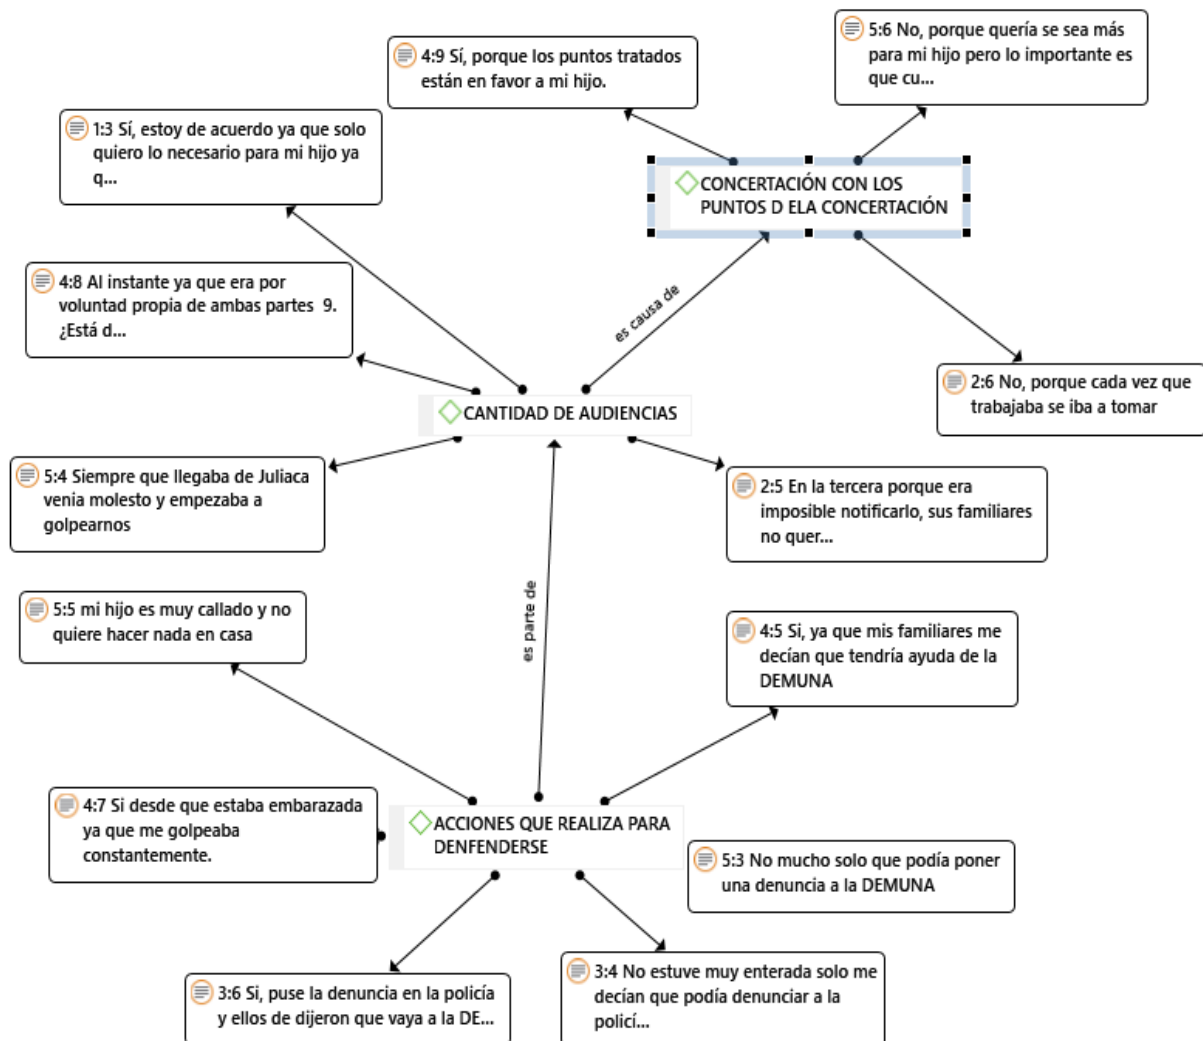 5:6 No, porque quería se sea más
para mi hijo pero lo importante es
que cu...
4:9 Sí, porque los puntos tratados
están en favor a mi hijo.
1:3 Sí, estoy de acuerdo ya que solo
quiero lo necesario para mi hijo ya
q...
CONCERTACIÓN CON LOS
PUNTOS D ELA CONCERTACIÓN
4:8 Al instante ya que era por
voluntad propia de ambas partes 9.
¿Está d...
es causa de
2:6 No, porque cada vez que
trabajaba se iba a tomar
CANTIDAD DE AUDIENCIAS
5:4 Siempre que llegaba de Juliaca
venia molesto y empezaba a
golpearnos
2:5 En la tercera porque era
imposible notificarlo, sus familiares
no quer...
es parte de
5:5 mi hijo es muy callado y no
quiere hacer nada en casa
4:5 Si, ya que mis familiares me
decían que tendría ayuda de la
DEMUNA
4:7 Si desde que estaba embarazada
ya que me golpeaba
constantemente.
ACCIONES QUE REALIZA PARA
DENFENDERSE
5:3 No mucho solo que podía poner
una denuncia a la DEMUNA
3:6 Si, puse la denuncia en la policía
y ellos de dijeron que vaya a la DE...
3:4 No estuve muy enterada solo me
decían que podía denunciar a la
policí...